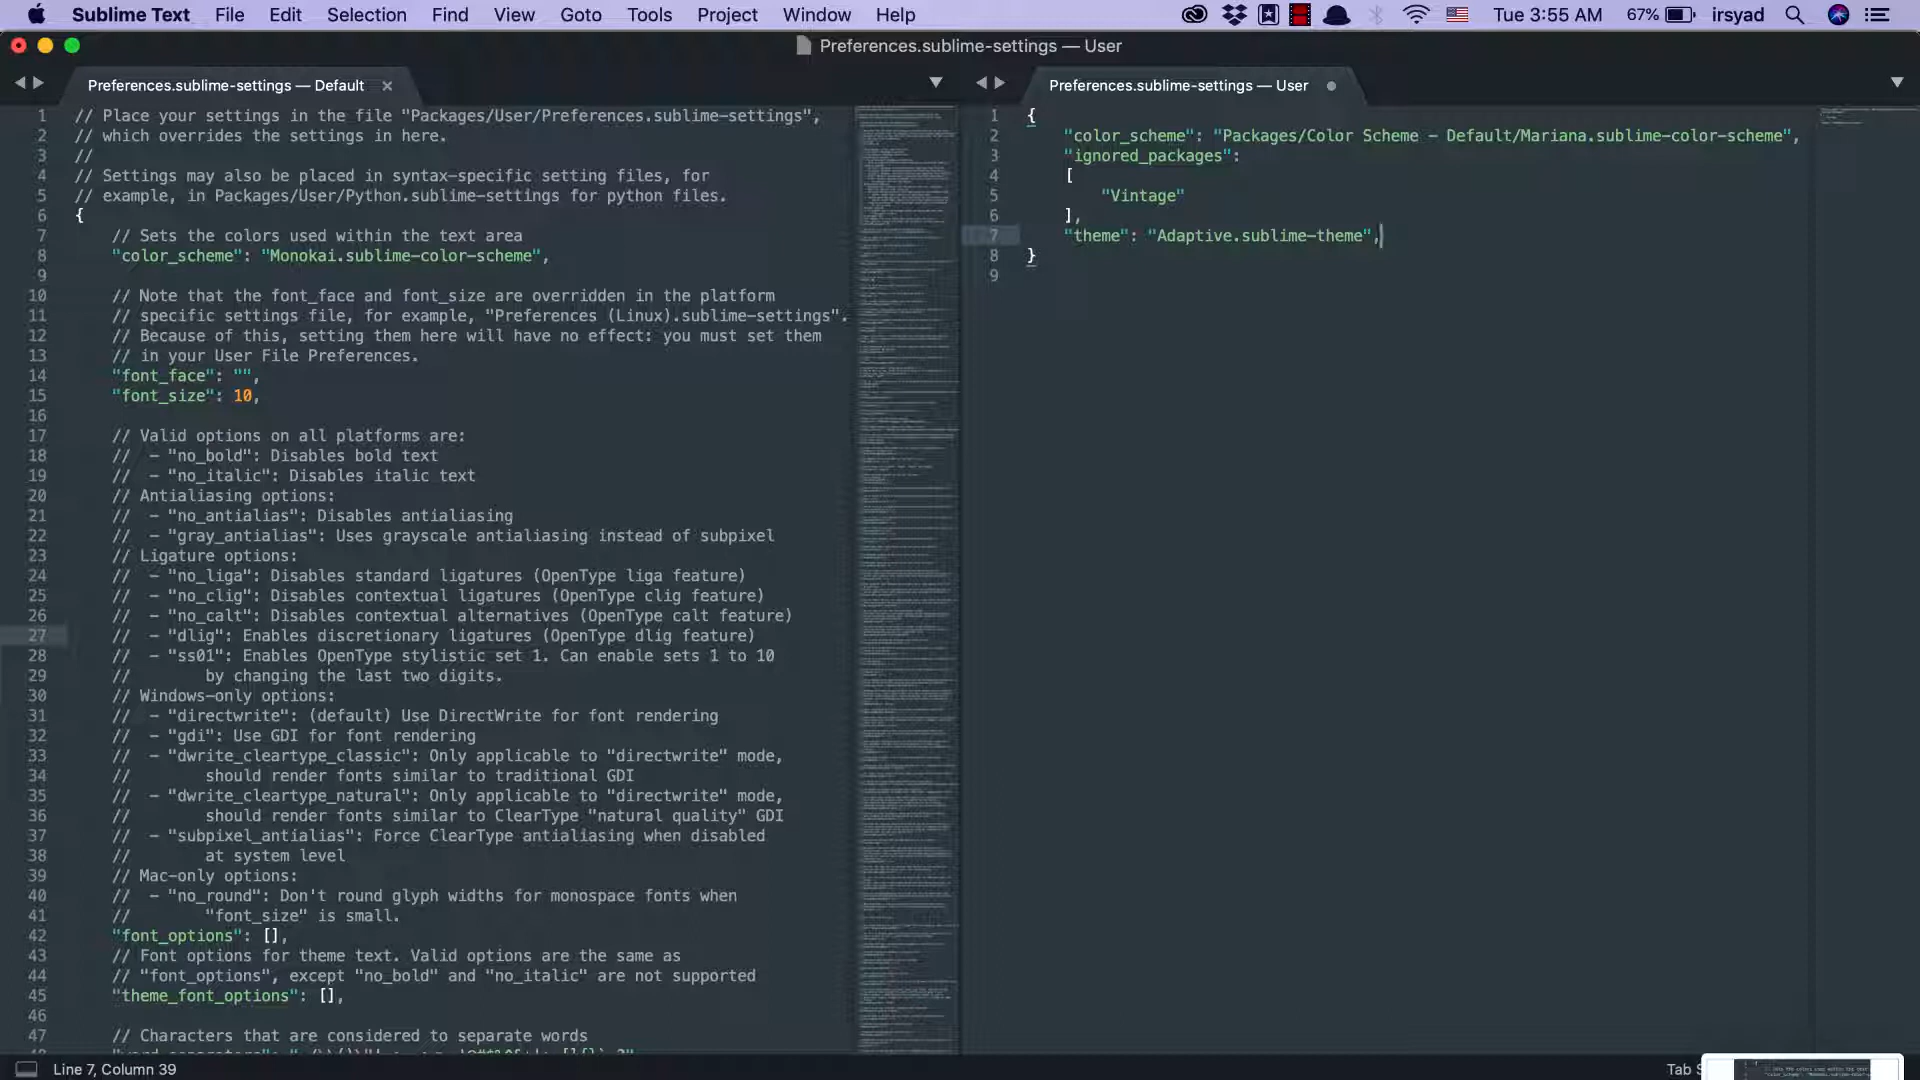 Sublime Text File Edit Selection Find View Goto Tools Project Window Help Tue 3:55 AM 67% irsyad
Preferences.sublime-settings — User
Preferences.sublime-settings — Default
1 // Place your settings in the file "Packages/User/Preferences.sublime-settings",
2 // which overrides the settings in here.
3 //
4 // Settings may also be placed in syntax-specific setting files, for
5 // example, in Packages/User/Python.sublime-settings for python files.
6 {
7 // Sets the colors used within the text area
8 "color_scheme": "Monokai.sublime-color-scheme",
9
10 // Note that the font_face and font_size are overridden in the platform
11 // specific settings file, for example, "Preferences (Linux).sublime-settings".
12 // Because of this, setting them here will have no effect: you must set them
13 // in your User File Preferences.
14 "font_face": "",
15 "font_size": 10,
16
17 // Valid options on all platforms are:
18 // - "no_bold": Disables bold text
19 // - "no_italic": Disables italic text
20 // Antialiasing options:
21 // - "no_antialias": Disables antialiasing
22 // - "gray_antialias": Uses grayscale antialiasing instead of subpixel
23 // Ligature options:
24 // - "no_liga": Disables standard ligatures (OpenType liga feature)
25 // - "no_clig": Disables contextual ligatures (OpenType clig feature)
26 // - "no_calt": Disables contextual alternatives (OpenType calt feature)
27 // - "dlig": Enables discretionary ligatures (OpenType dlig feature)
28 // - "ss01": Enables OpenType stylistic set 1. Can enable sets 1 to 10
29 // by changing the last two digits.
30 // Windows-only options:
31 // - "directwrite": (default) Use DirectWrite for font rendering
32 // - "gdi": Use GDI for font rendering
33 // - "dwrite_cleartype_classic": Only applicable to "directwrite" mode,
34 // should render fonts similar to traditional GDI
35 // - "dwrite_cleartype_natural": Only applicable to "directwrite" mode,
36 // should render fonts similar to ClearType "natural quality" GDI
37 // - "subpixel_antialias": Force ClearType antialiasing when disabled
38 // at system level
39 // Mac-only options:
40 // - "no_round": Don't round glyph widths for monospace fonts when
41 // "font_size" is small.
42 "font_options": [],
43 // Font options for theme text. Valid options are the same as
44 // "font_options", except "no_bold" and "no_italic" are not supported
45 "theme_font_options": [],
46
47 // Characters that are considered to separate words
Preferences.sublime-settings — User
1 {
2 "color_scheme": "Packages/Color Scheme - Default/Mariana.sublime-color-scheme",
3 "ignored_packages":
4 [
5 "Vintage"
6 ],
7 "theme": "Adaptive.sublime-theme",
8 }
9
Line 7, Column 39
Tab